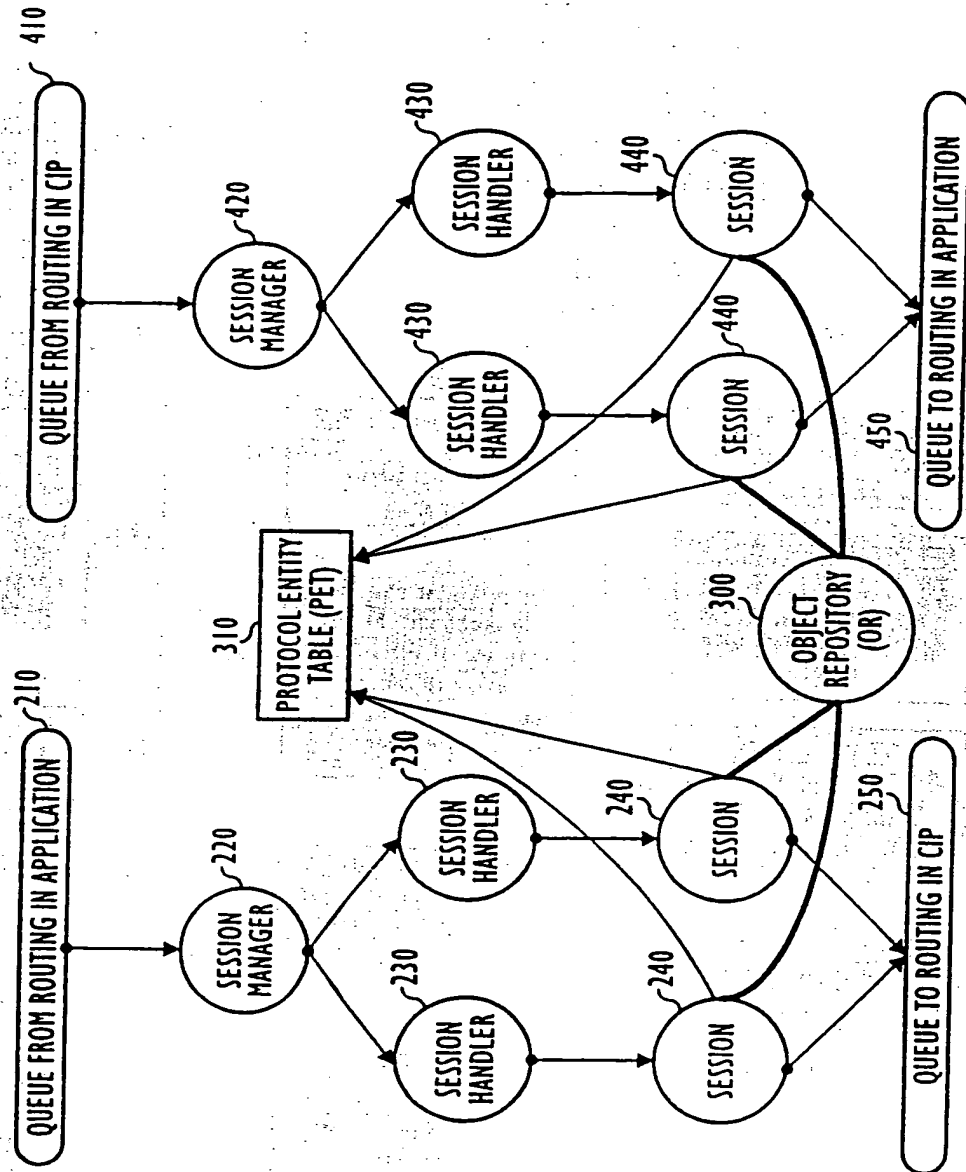 QUEUE FROM ROUTING IN APPLICATION
210
SESSION
MANAGER
220
SESSION
HANDLER
230
SESSION
HANDLER
230
SESSION
240
SESSION
240
QUEUE TO ROUTING IN CIP
250
PROTOCOL ENTITY
TABLE (PET)
310
OBJECT
REPOSITORY
(OR)
300
QUEUE FROM ROUTING IN CIP
410
SESSION
MANAGER
420
SESSION
HANDLER
430
SESSION
HANDLER
430
SESSION
440
SESSION
440
QUEUE TO ROUTING IN APPLICATION
450